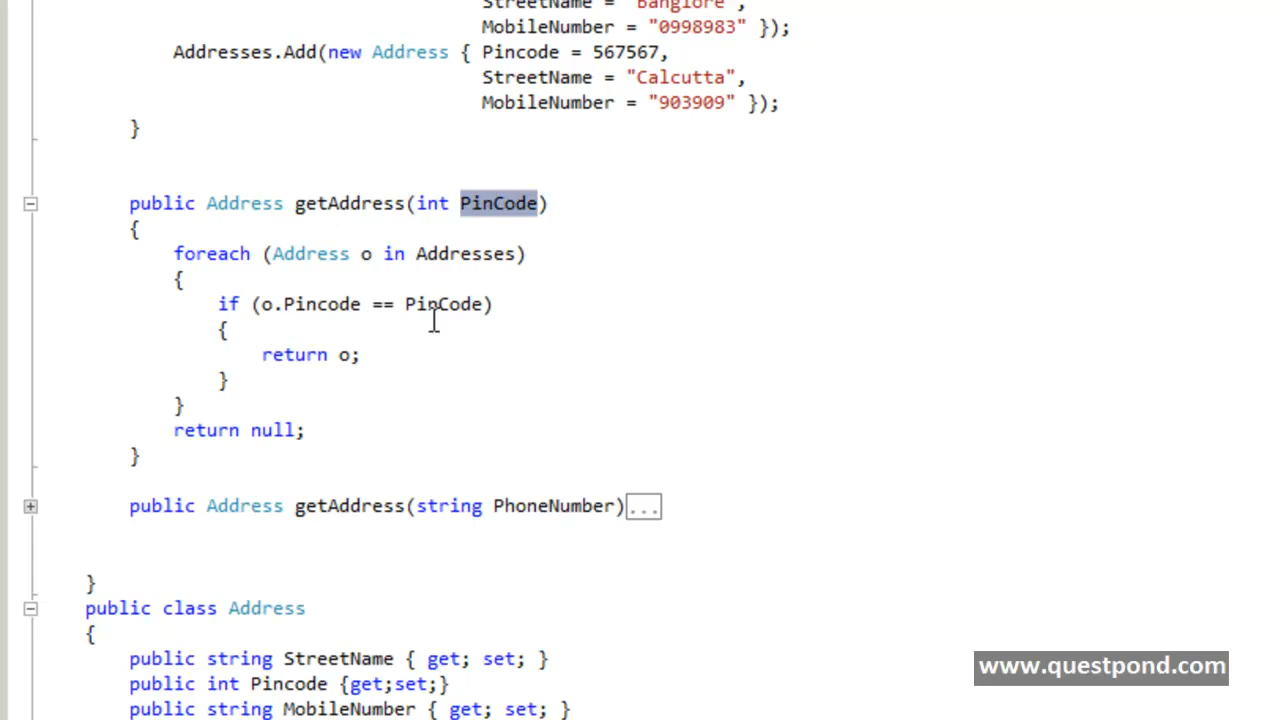 StreetName = "Banglore",
MobileNumber = "0998983" });
Addresses.Add(new Address { Pincode = 567567,
StreetName = "Calcutta",
MobileNumber = "903909" });
}
public Address getAddress(int PinCode)
{
foreach (Address o in Addresses)
{
if (o.Pincode == PinCode)
{
return o;
}
}
return null;
}
public Address getAddress(string PhoneNumber)...
}
public class Address
{
public string StreetName { get; set; }
public int Pincode {get;set;}
public string MobileNumber { get; set; }
www.questpond.com